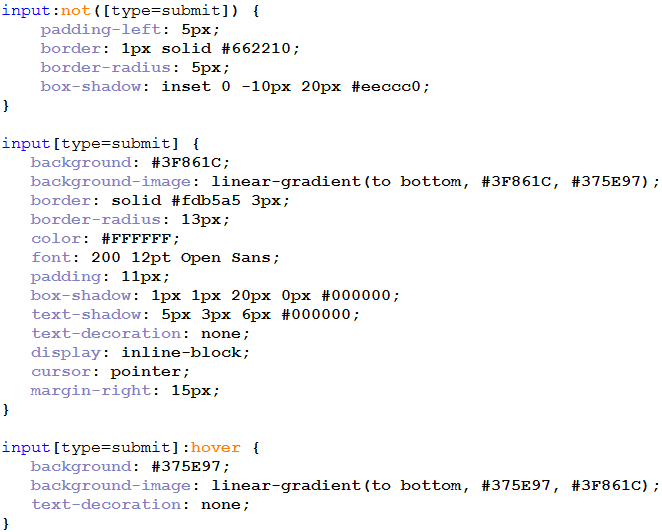 input:not([type=submit]) {
    padding-left: 5px;
    border: 1px solid #662210;
    border-radius: 5px;
    box-shadow: inset 0 -10px 20px #eeccc0;
}

input[type=submit] {
   background: #3F861C;
   background-image: linear-gradient(to bottom, #3F861C, #375E97);
   border: solid #fdb5a5 3px;
   border-radius: 13px;
   color: #FFFFFF;
   font: 200 12pt Open Sans;
   padding: 11px;
   box-shadow: 1px 1px 20px 0px #000000;
   text-shadow: 5px 3px 6px #000000;
   text-decoration: none;
   display: inline-block;
   cursor: pointer;
   margin-right: 15px;
}

input[type=submit]:hover {
   background: #375E97;
   background-image: linear-gradient(to bottom, #375E97, #3F861C);
   text-decoration: none;
}